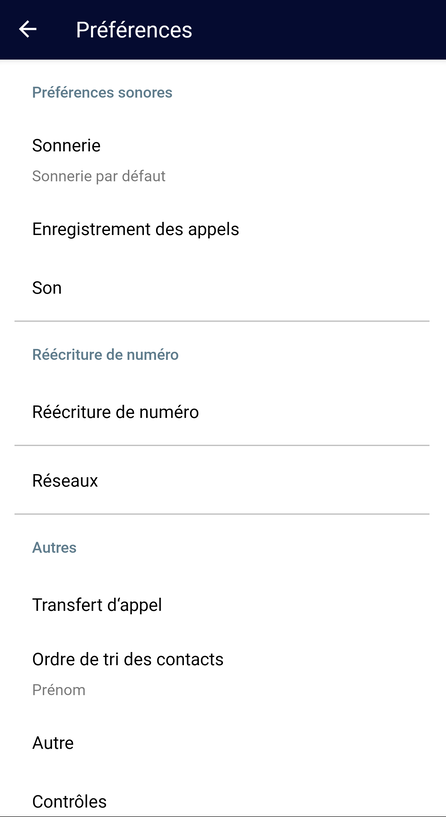 Préférences
Préférences sonores
Sonnerie
Sonnerie par défaut
Enregistrement des appels
Son
Réécriture de numéro
Réécriture de numéro
Réseaux
Autres
Transfert d‘appel
Ordre de tri des contacts
Prénom
Autre
Contrôles